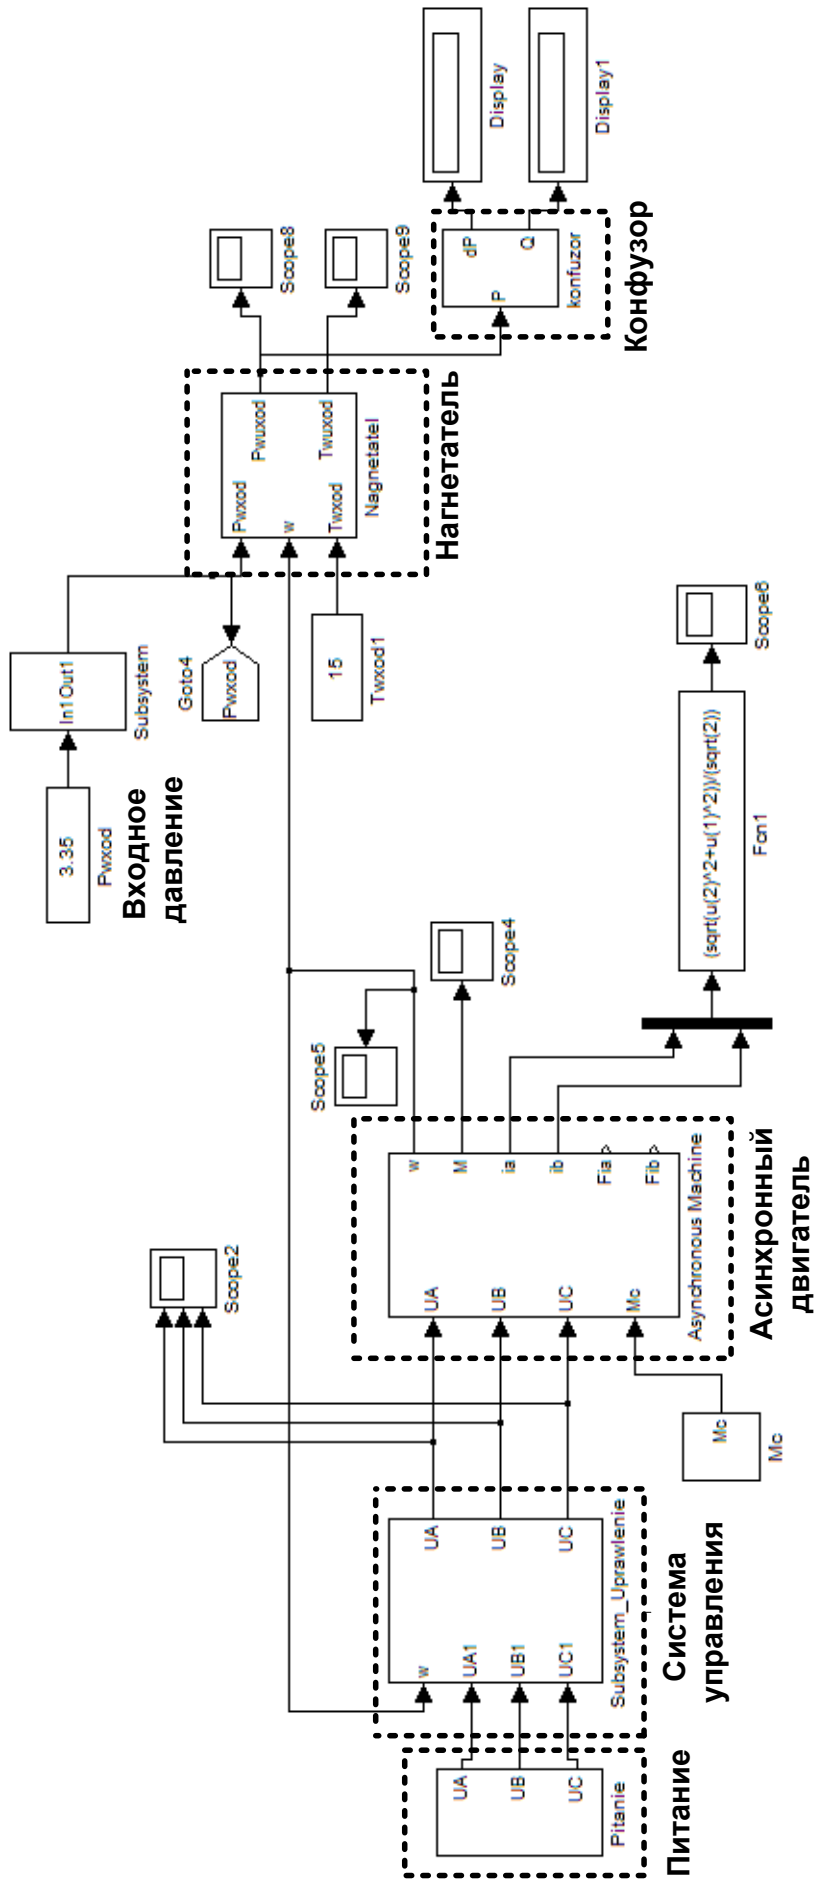 UA
UB
UC
Pitanie
Питание
w
UA1
UB1
UC1
UA
UB
UC
Subsystem_Uprawlenie
Система
управления
Scope2
Mc
Mc
UA
UB
UC
Mc
w
M
ia
ib
Fia
Fib
Asynchronous Machine
Асинхронный
двигатель
Scope5
Scope4
(sqrt(u(2)^2+u(1)^2))/(sqrt(2))
Fcn1
Scope6
3.35
Pwxod
Входное
давление
In1Out1
Subsystem
Goto4
Pwxod
15
Twxod1
Pwxod
w
Twxod
Pwuxod
Twuxod
Nagnetatel
Нагнетатель
Scope8
Scope9
P
dP
Q
konfuzor
Конфузор
Display
Display1